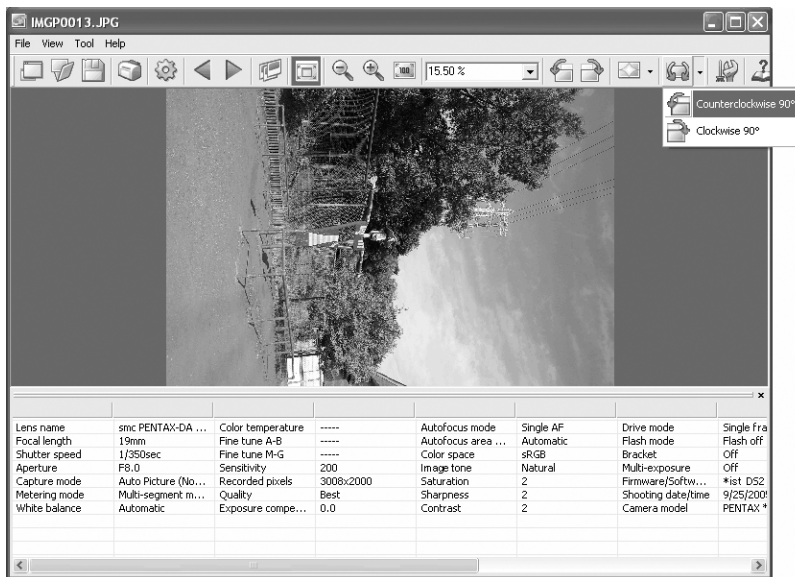 IMGP0013.JPG
File View Tool Help
100 15.50 %
Counterclockwise 90°
Clockwise 90°
Lens name smc PENTAX-DA ... Color temperature ----- Autofocus mode Single AF Drive mode Single fra
Focal length 19mm Fine tune A-B ----- Autofocus area ... Automatic Flash mode Flash off
Shutter speed 1/350sec Fine tune M-G ----- Color space sRGB Bracket Off
Aperture F8.0 Sensitivity 200 Image tone Natural Multi-exposure Off
Capture mode Auto Picture (No... Recorded pixels 3008x2000 Saturation 2 Firmware/Softw... *ist DS2
Metering mode Multi-segment m... Quality Best Sharpness 2 Shooting date/time 9/25/200
White balance Automatic Exposure compe... 0.0 Contrast 2 Camera model PENTAX *